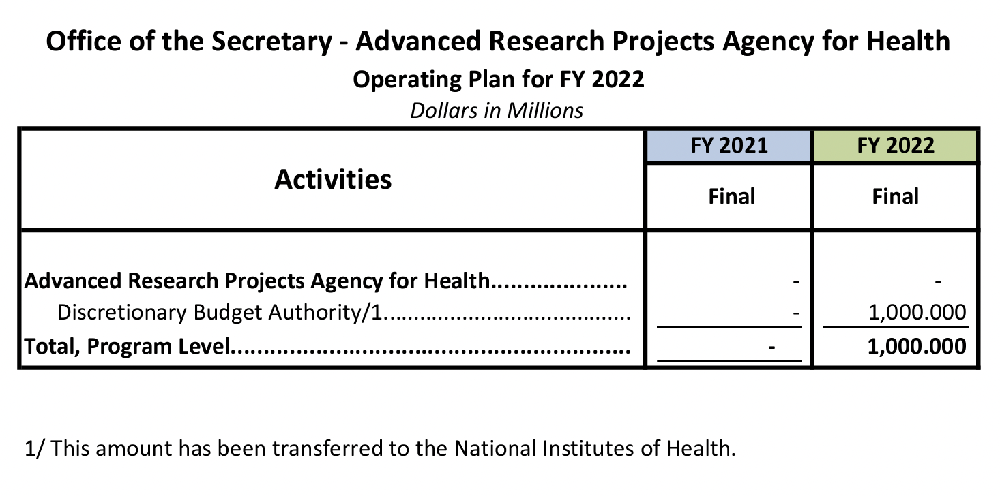 Office of the Secretary - Advanced Research Projects Agency for Health
Operating Plan for FY 2022
Dollars in Millions
Activities
FY 2021
FY 2022
Final
Final
Advanced Research Projects Agency for Health..................... - -
Discretionary Budget Authority/1........................................ - 1,000.000
Total, Program Level............................................................. - 1,000.000
1/ This amount has been transferred to the National Institutes of Health.